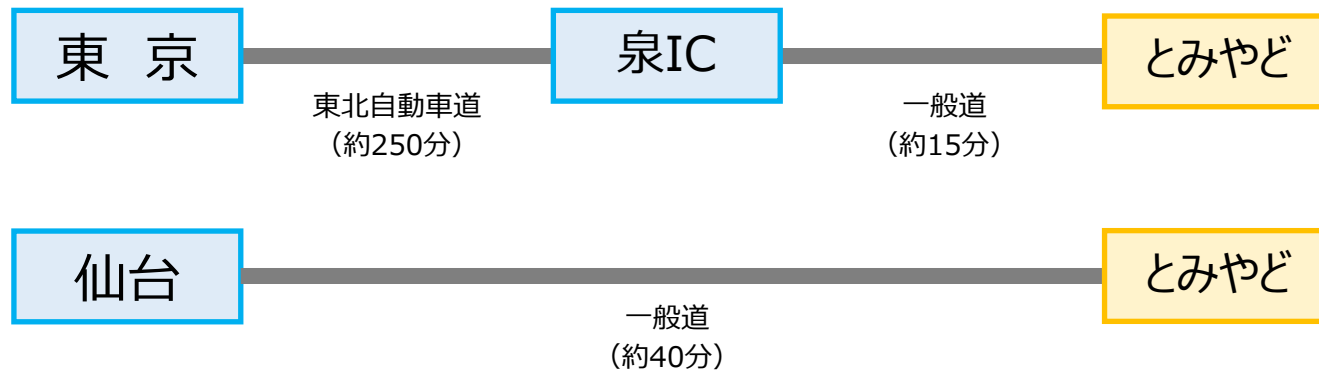 東 京
泉IC
とみやど
東北自動車道
（約250分）
一般道
（約15分）
仙台
とみやど
一般道
（約40分）